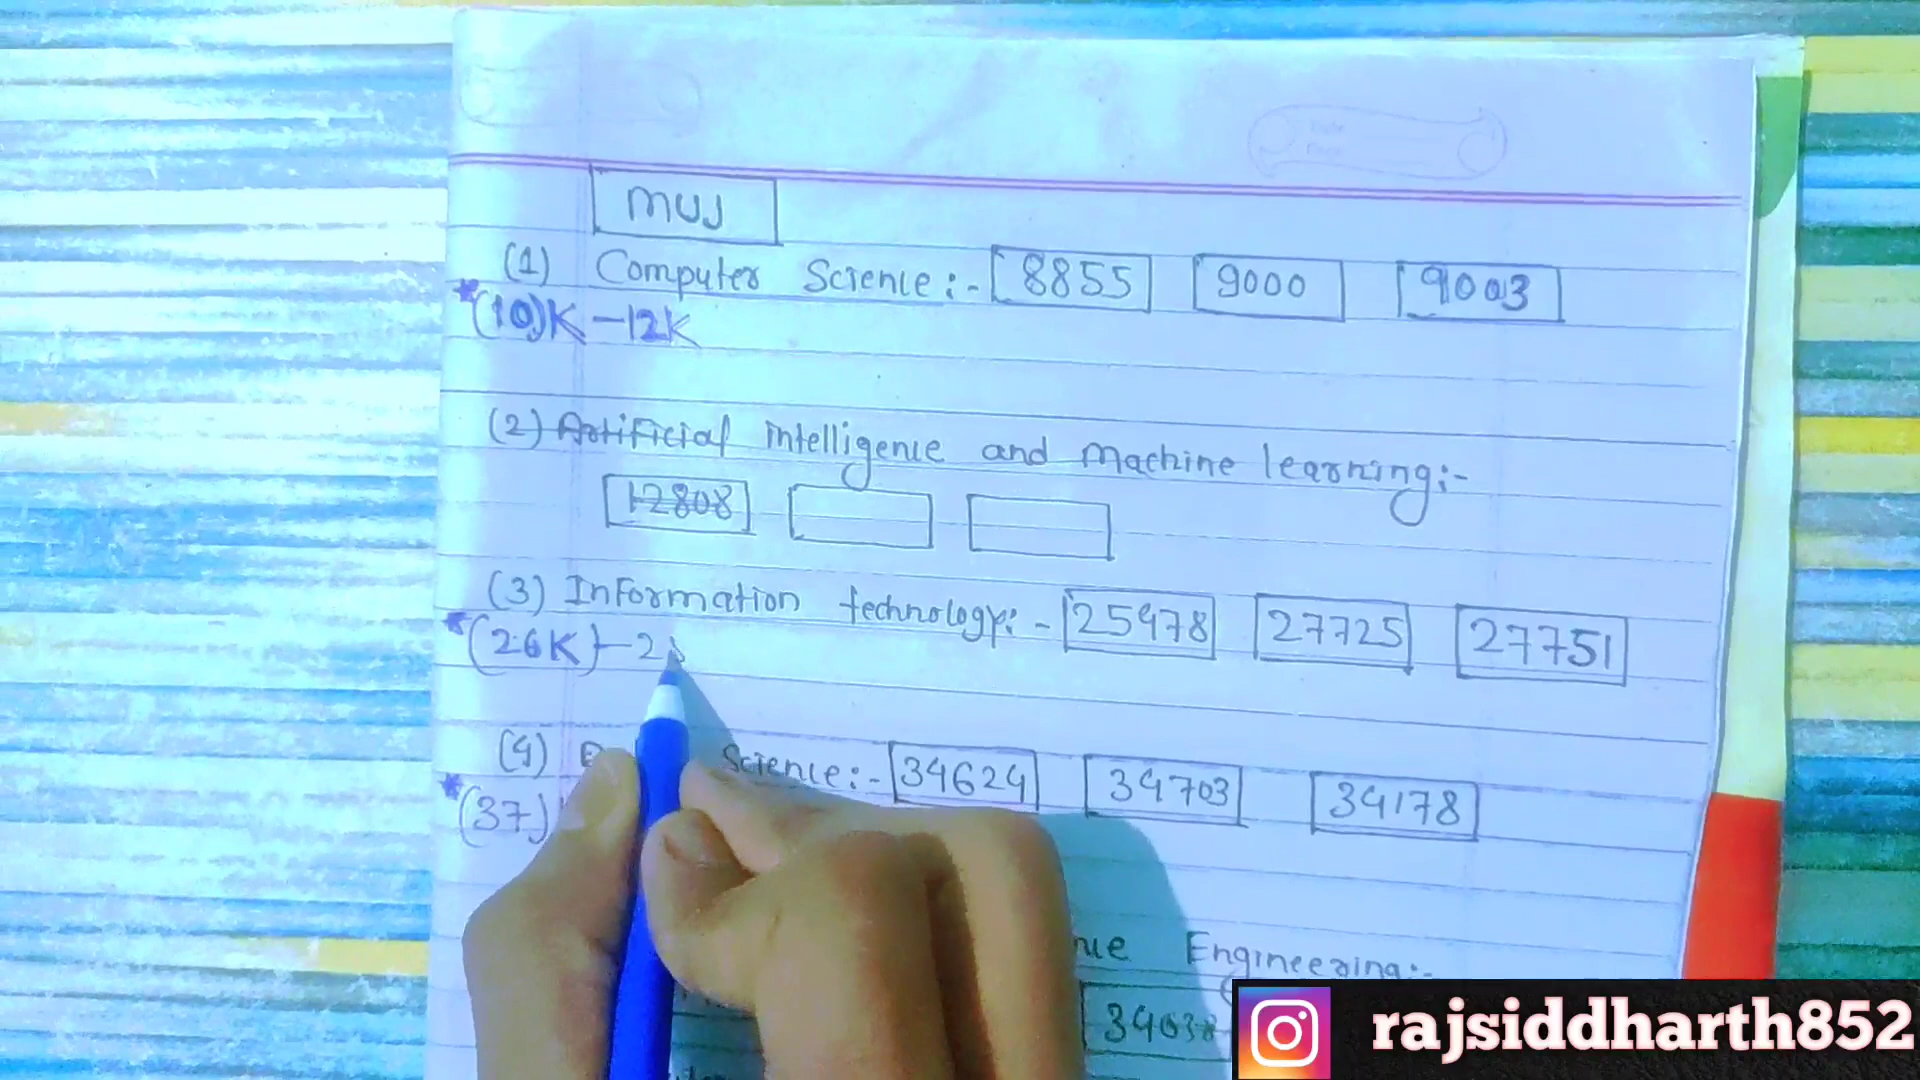 MUJ
(1) Computer Science:- 8855 9000 9003
*(10)K -12K
(2) Artificial intelligence and Machine learning:-
12808
(3) Information technology:- 25978 27725 27751
*(26K) -2
(4) Science:- 34624 34703 34178
*(37)
Engineering:-
34038
rajsiddharth852